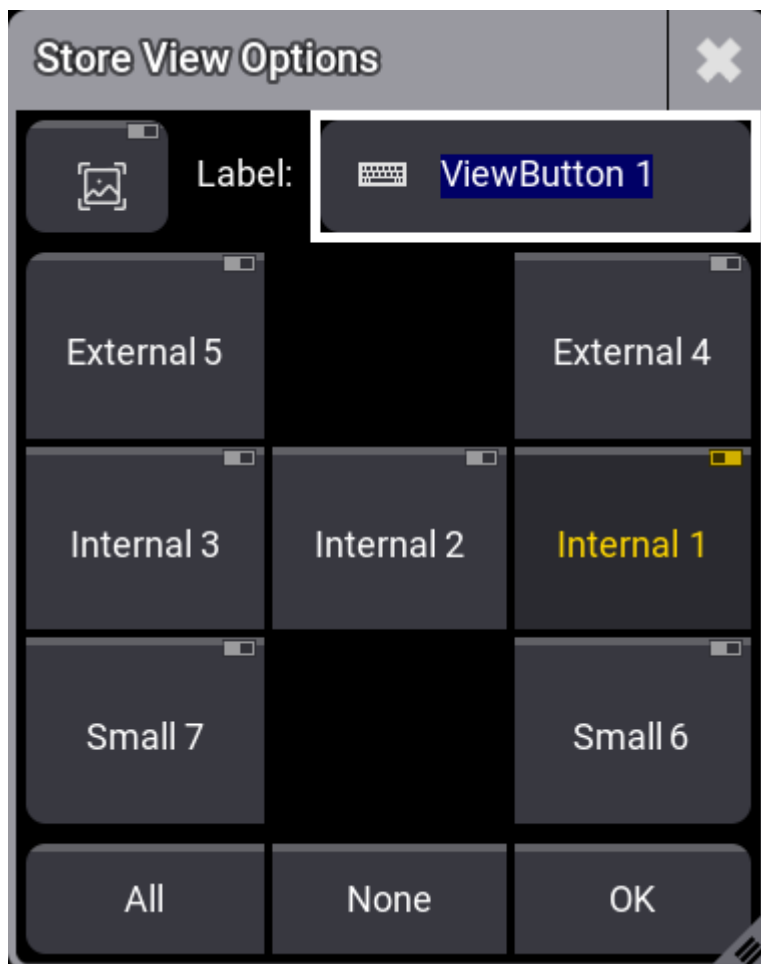 Store View Options
Label: ViewButton 1
External 5 External 4
Internal 3 Internal 2 Internal 1
Small 7 Small 6
All None OK